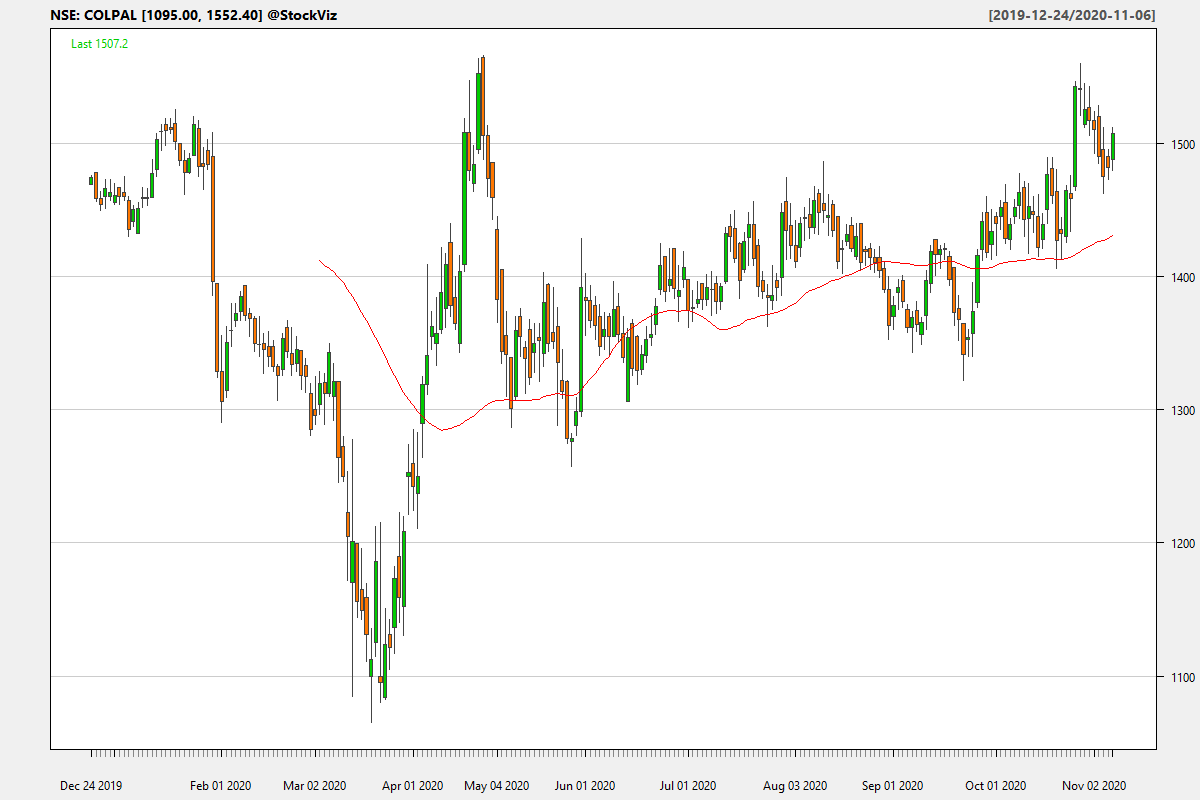 NSE: COLPAL [1095.00, 1552.40] @StockViz [2019-12-24/2020-11-06]
Last 1507.2
1500
1400
1300
1200
1100
Dec 24 2019 Feb 01 2020 Mar 02 2020 Apr 01 2020 May 04 2020 Jun 01 2020 Jul 01 2020 Aug 03 2020 Sep 01 2020 Oct 01 2020 Nov 02 2020